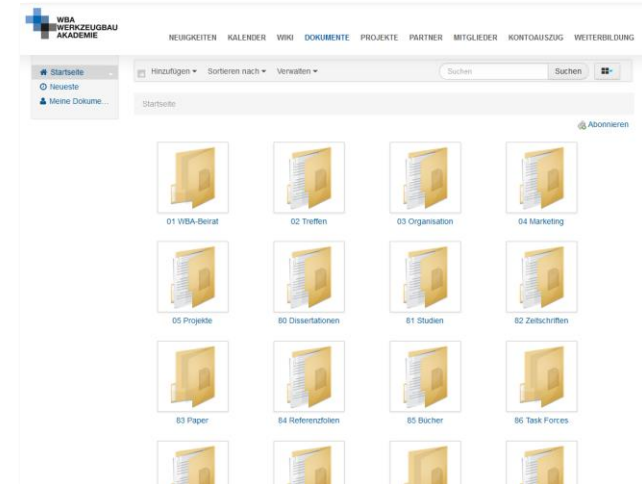 WBA
WERKZEUGBAU
AKADEMIE
NEUIGKEITEN KALENDER WIKI DOKUMENTE PROJEKTE PARTNER MITGLIEDER KONTOAUSZUG WEITERBILDUNG
Startseite
Neueste
Meine Dokume...
Hinzufügen Sortieren nach Verwalten
Suchen Suchen
Startseite
Abonnieren
01 WBA-Beirat 02 Treffen 03 Organisation 04 Marketing
05 Projekte 80 Dissertationen 81 Studien 82 Zeitschriften
83 Paper 84 Referenzfolien 85 Bücher 86 Task Forces